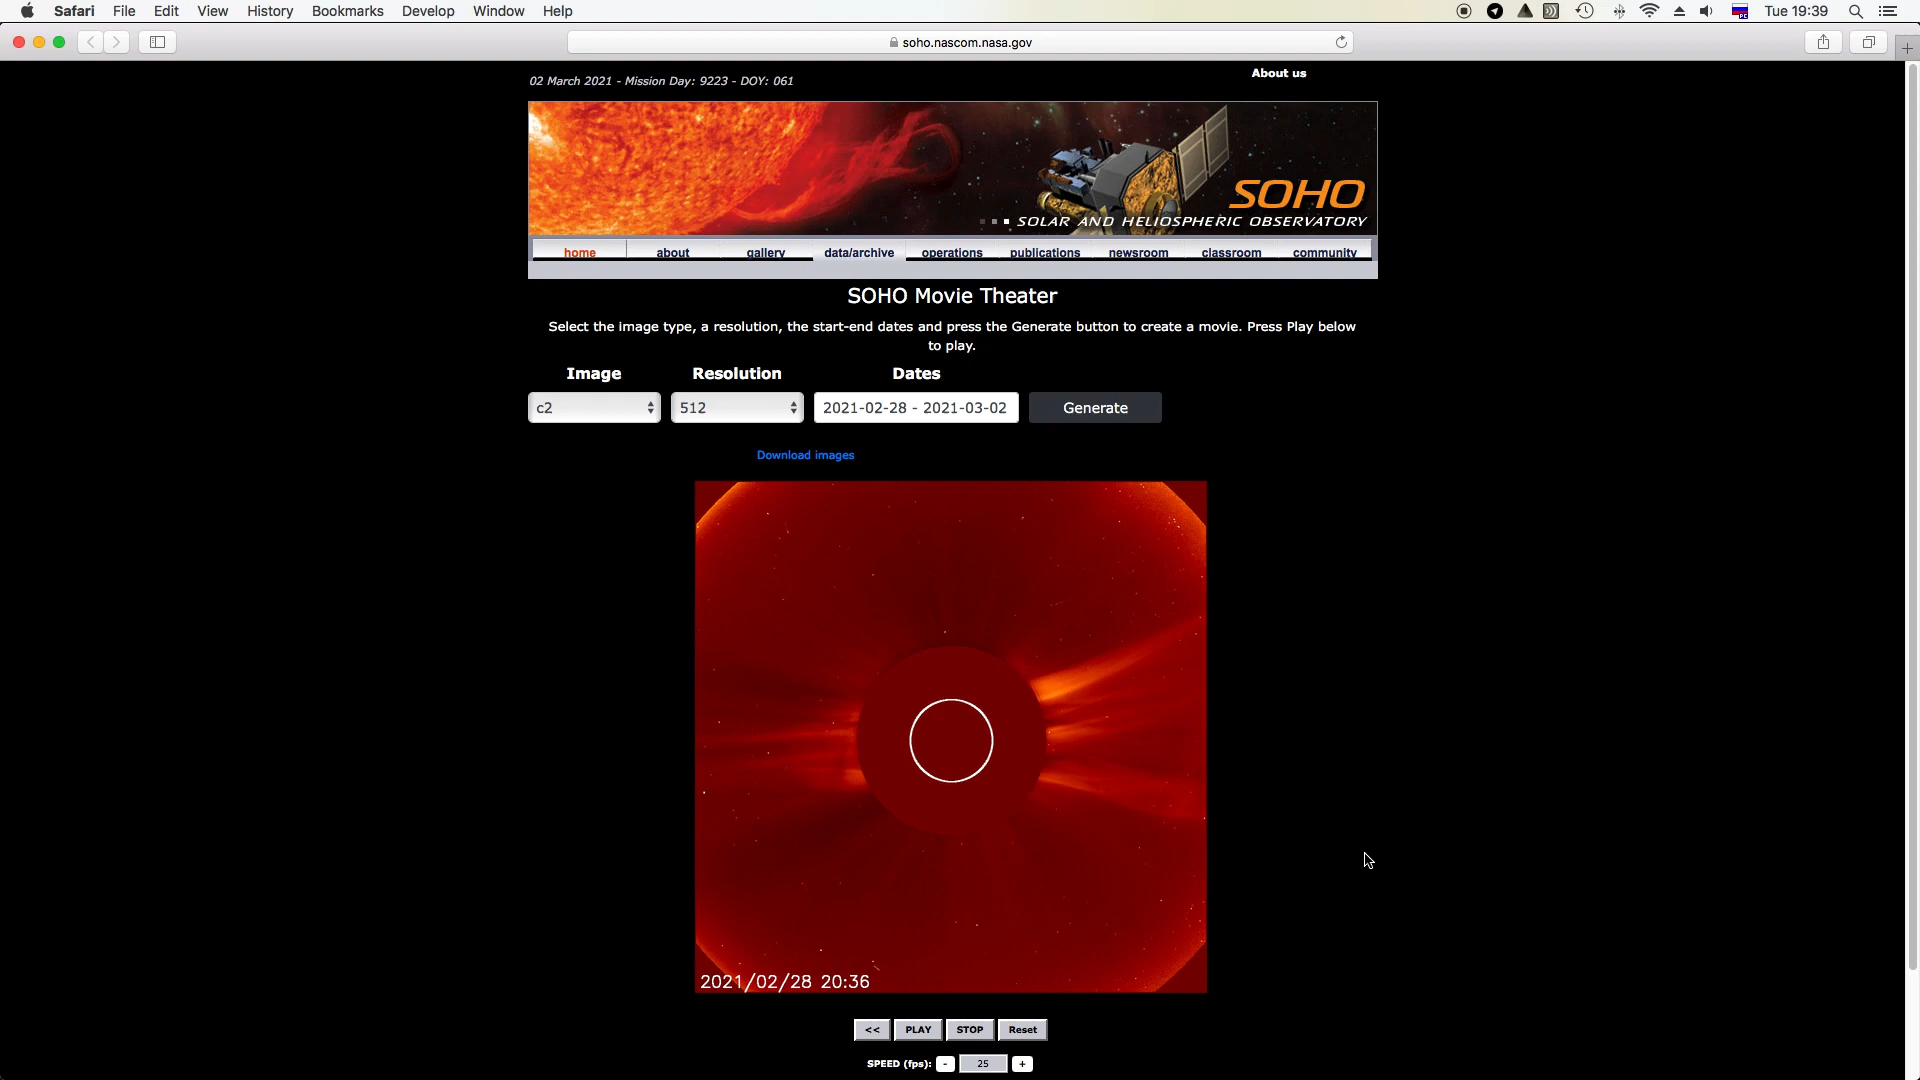 Safari File Edit View History Bookmarks Develop Window Help Tue 19:39
soho.nascom.nasa.gov
02 March 2021 - Mission Day: 9223 - DOY: 061
About us
SOHO
SOLAR AND HELIOSPHERIC OBSERVATORY
home about gallery data/archive operations publications newsroom classroom community
SOHO Movie Theater
Select the image type, a resolution, the start-end dates and press the Generate button to create a movie. Press Play below
to play.
Image Resolution Dates
c2 512 2021-02-28 - 2021-03-02 Generate
Download images
2021/02/28 20:36
<< PLAY STOP Reset
SPEED (fps): - 25 +